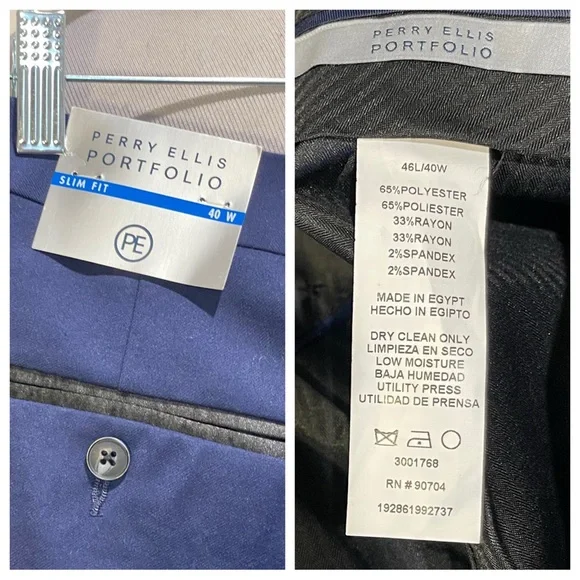 PERRY ELLIS
PORTFOLIO
SLIM FIT
40 W
PE
PERRY ELLIS
PORTFOLIO
46L/40W
65%POLYESTER
65%POLIESTER
33%RAYON
33%RAYON
2%SPANDEX
2%SPANDEX
MADE IN EGYPT
HECHO IN EGIPTO
DRY CLEAN ONLY
LIMPIEZA EN SECO
LOW MOISTURE
BAJA HUMEDAD
UTILITY PRESS
UTILIDAD DE PRENSA
3001768
RN # 90704
192861992737